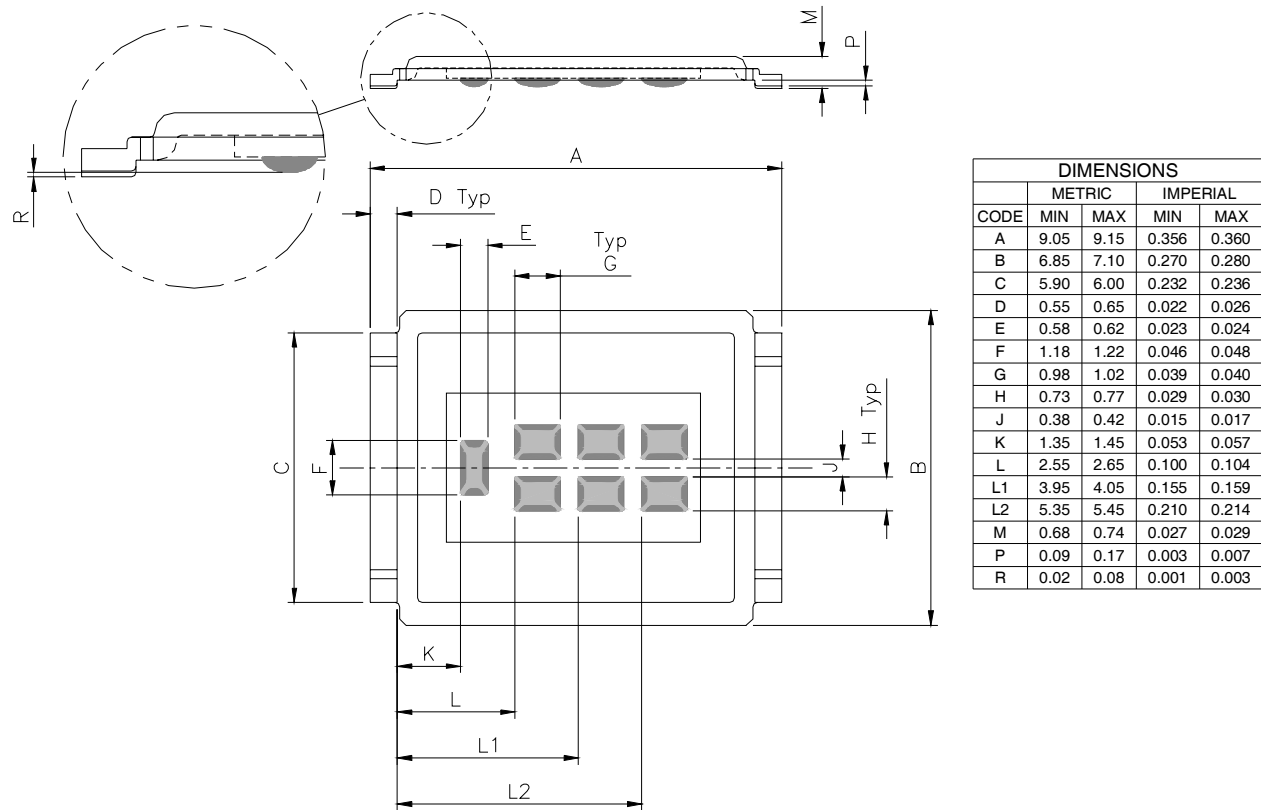 M
P
R
A
D Typ
E
Typ
G
C
F
H Typ
J
B
K
L
L1
L2
DIMENSIONS
METRIC IMPERIAL
CODE MIN MAX MIN MAX
A 9.05 9.15 0.356 0.360
B 6.85 7.10 0.270 0.280
C 5.90 6.00 0.232 0.236
D 0.55 0.65 0.022 0.026
E 0.58 0.62 0.023 0.024
F 1.18 1.22 0.046 0.048
G 0.98 1.02 0.039 0.040
H 0.73 0.77 0.029 0.030
J 0.38 0.42 0.015 0.017
K 1.35 1.45 0.053 0.057
L 2.55 2.65 0.100 0.104
L1 3.95 4.05 0.155 0.159
L2 5.35 5.45 0.210 0.214
M 0.68 0.74 0.027 0.029
P 0.09 0.17 0.003 0.007
R 0.02 0.08 0.001 0.003